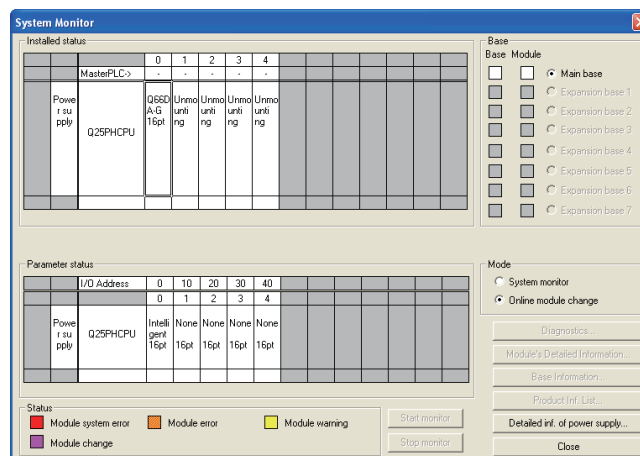 System Monitor
Installed status
0 1 2 3 4
MasterPLC-> - - - - -
Powe
r su
pply
Q25PHCPU
Q66D
A-G
16pt
Unmo
unti
ng
Unmo
unti
ng
Unmo
unti
ng
Unmo
unti
ng
Base
Base Module
Main base
Expansion base 1
Expansion base 2
Expansion base 3
Expansion base 4
Expansion base 5
Expansion base 6
Expansion base 7
Parameter status
I/O Address 0 10 20 30 40
0 1 2 3 4
Powe
r su
pply
Q25PHCPU
Intelli
gent
16pt
None
16pt
None
16pt
None
16pt
None
16pt
Mode
System monitor
Online module change
Diagnostics...
Module's Detailed Information...
Base Information...
Product Inf. List...
Detailed inf. of power supply...
Close
Status
Module system error
Module error
Module warning
Module change
Start monitor
Stop monitor